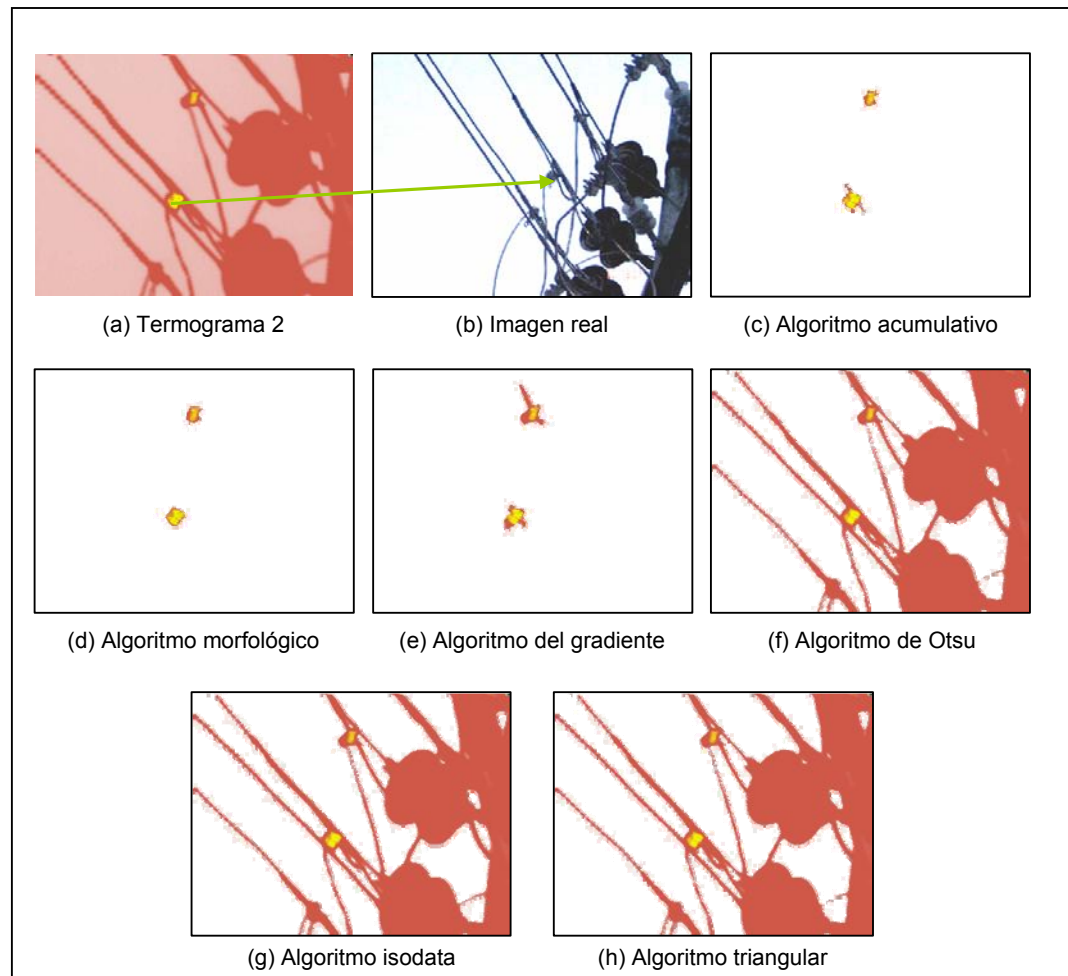 (a) Termograma 2
(b) Imagen real
(c) Algoritmo acumulativo
(d) Algoritmo morfológico
(e) Algoritmo del gradiente
(f) Algoritmo de Otsu
(g) Algoritmo isodata
(h) Algoritmo triangular